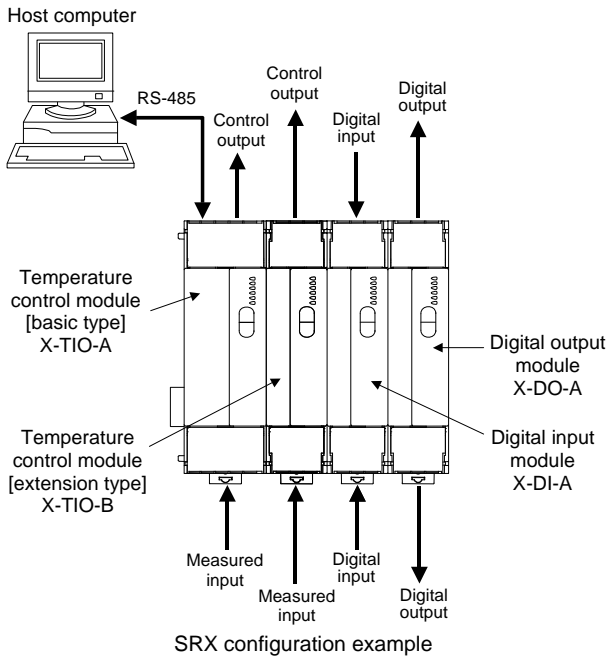 Host computer
RS-485
Control
output
Control
output
Digital
input
Digital
output
Temperature
control module
[basic type]
X-TIO-A
Digital output
module
X-DO-A
Temperature
control module
[extension type]
X-TIO-B
Digital input
module
X-DI-A
Measured
input
Measured
input
Digital
input
Digital
output
SRX configuration example